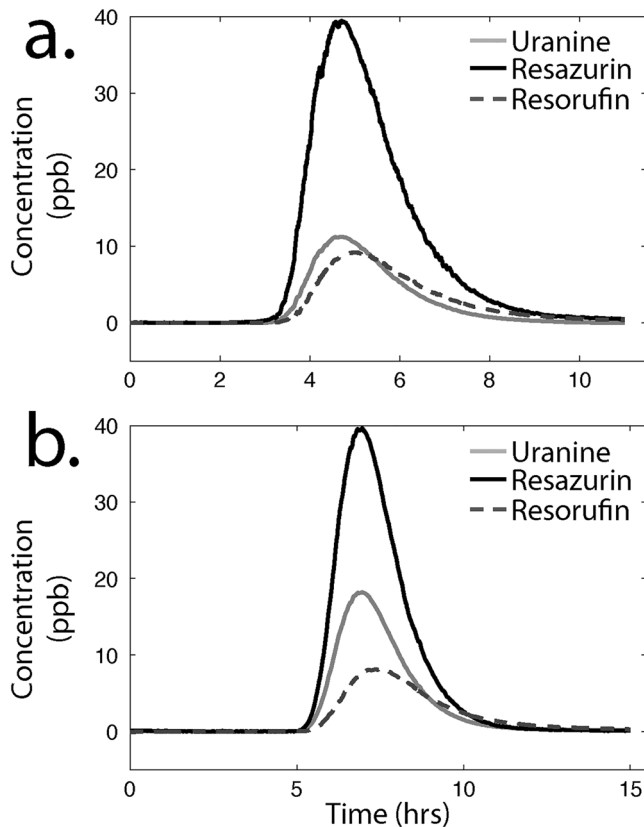 a.
40
Uranine
Resazurin
30
Resorufin
Concentration
(ppb)
20
10
0
0 2 4 6 8 10
b.
40
Uranine
Resazurin
30
Resorufin
Concentration
(ppb)
20
10
0
0 5 10 15
Time (hrs)